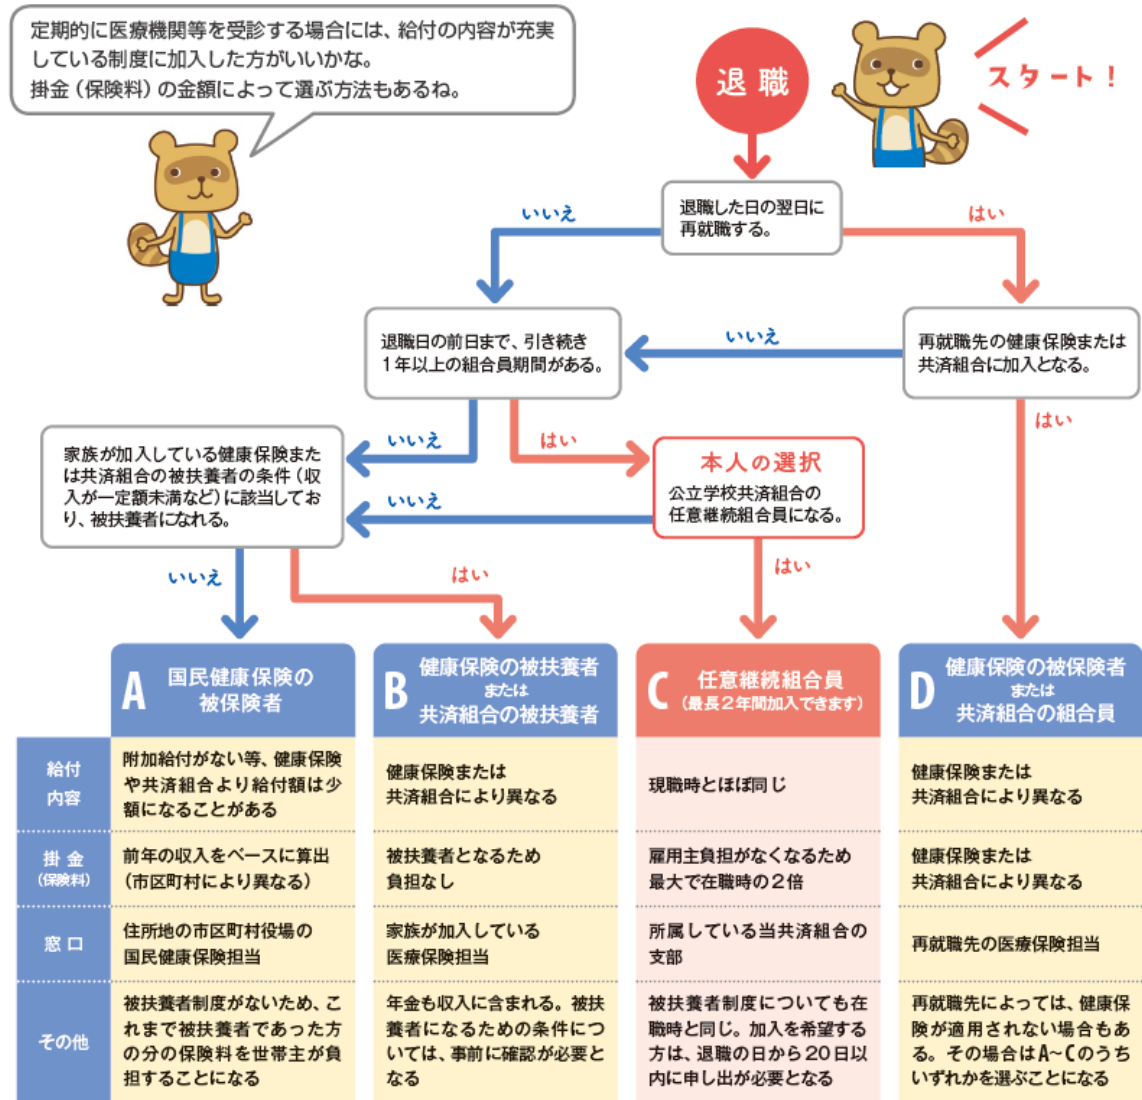 定期的に医療機関等を受診する場合には、給付の内容が充実
している制度に加入した方がいいかな。
掛金（保険料）の金額によって選ぶ方法もあるね。
退職
スタート！
退職した日の翌日に
再就職する。
いいえ
はい
退職日の前日まで、引き続き
1年以上の組合員期間がある。
いいえ
再就職先の健康保険または
共済組合に加入となる。
いいえ
はい
はい
家族が加入している健康保険また
は共済組合の被扶養者の条件（収
入が一定額未満など）に該当してお
り、被扶養者になれる。
いいえ
本人の選択
公立学校共済組合の
任意継続組合員になる。
いいえ
はい
はい
A 国民健康保険の
被保険者
B 健康保険の被扶養者
または
共済組合の被扶養者
C 任意継続組合員
（最長2年間加入できます）
D 健康保険の被保険者
または
共済組合の組合員
給付
内容
附加給付がない等、健康保険
や共済組合より給付額は少
額になることがある
健康保険または
共済組合により異なる
現職時とほぼ同じ
健康保険または
共済組合により異なる
掛金
（保険料）
前年の収入をベースに算出
（市区町村により異なる）
被扶養者となるため
負担なし
雇用主負担がなくなるため
最大で在職時の2倍
健康保険または
共済組合により異なる
窓口
住所地の市区町村役場の
国民健康保険担当
家族が加入している
医療保険担当
所属している当共済組合の
支部
再就職先の医療保険担当
その他
被扶養者制度がないため、こ
れまで被扶養者であった方
の分の保険料を世帯主が負
担することになる
年金も収入に含まれる。被扶
養者になるための条件につ
いては、事前に確認が必要と
なる
被扶養者制度についても在
職時と同じ。加入を希望する
方は、退職の日から20日以
内に申し出が必要となる
再就職先によっては、健康保
険が適用されない場合もあ
る。その場合はA～Cのうち
いずれかを選ぶことになる